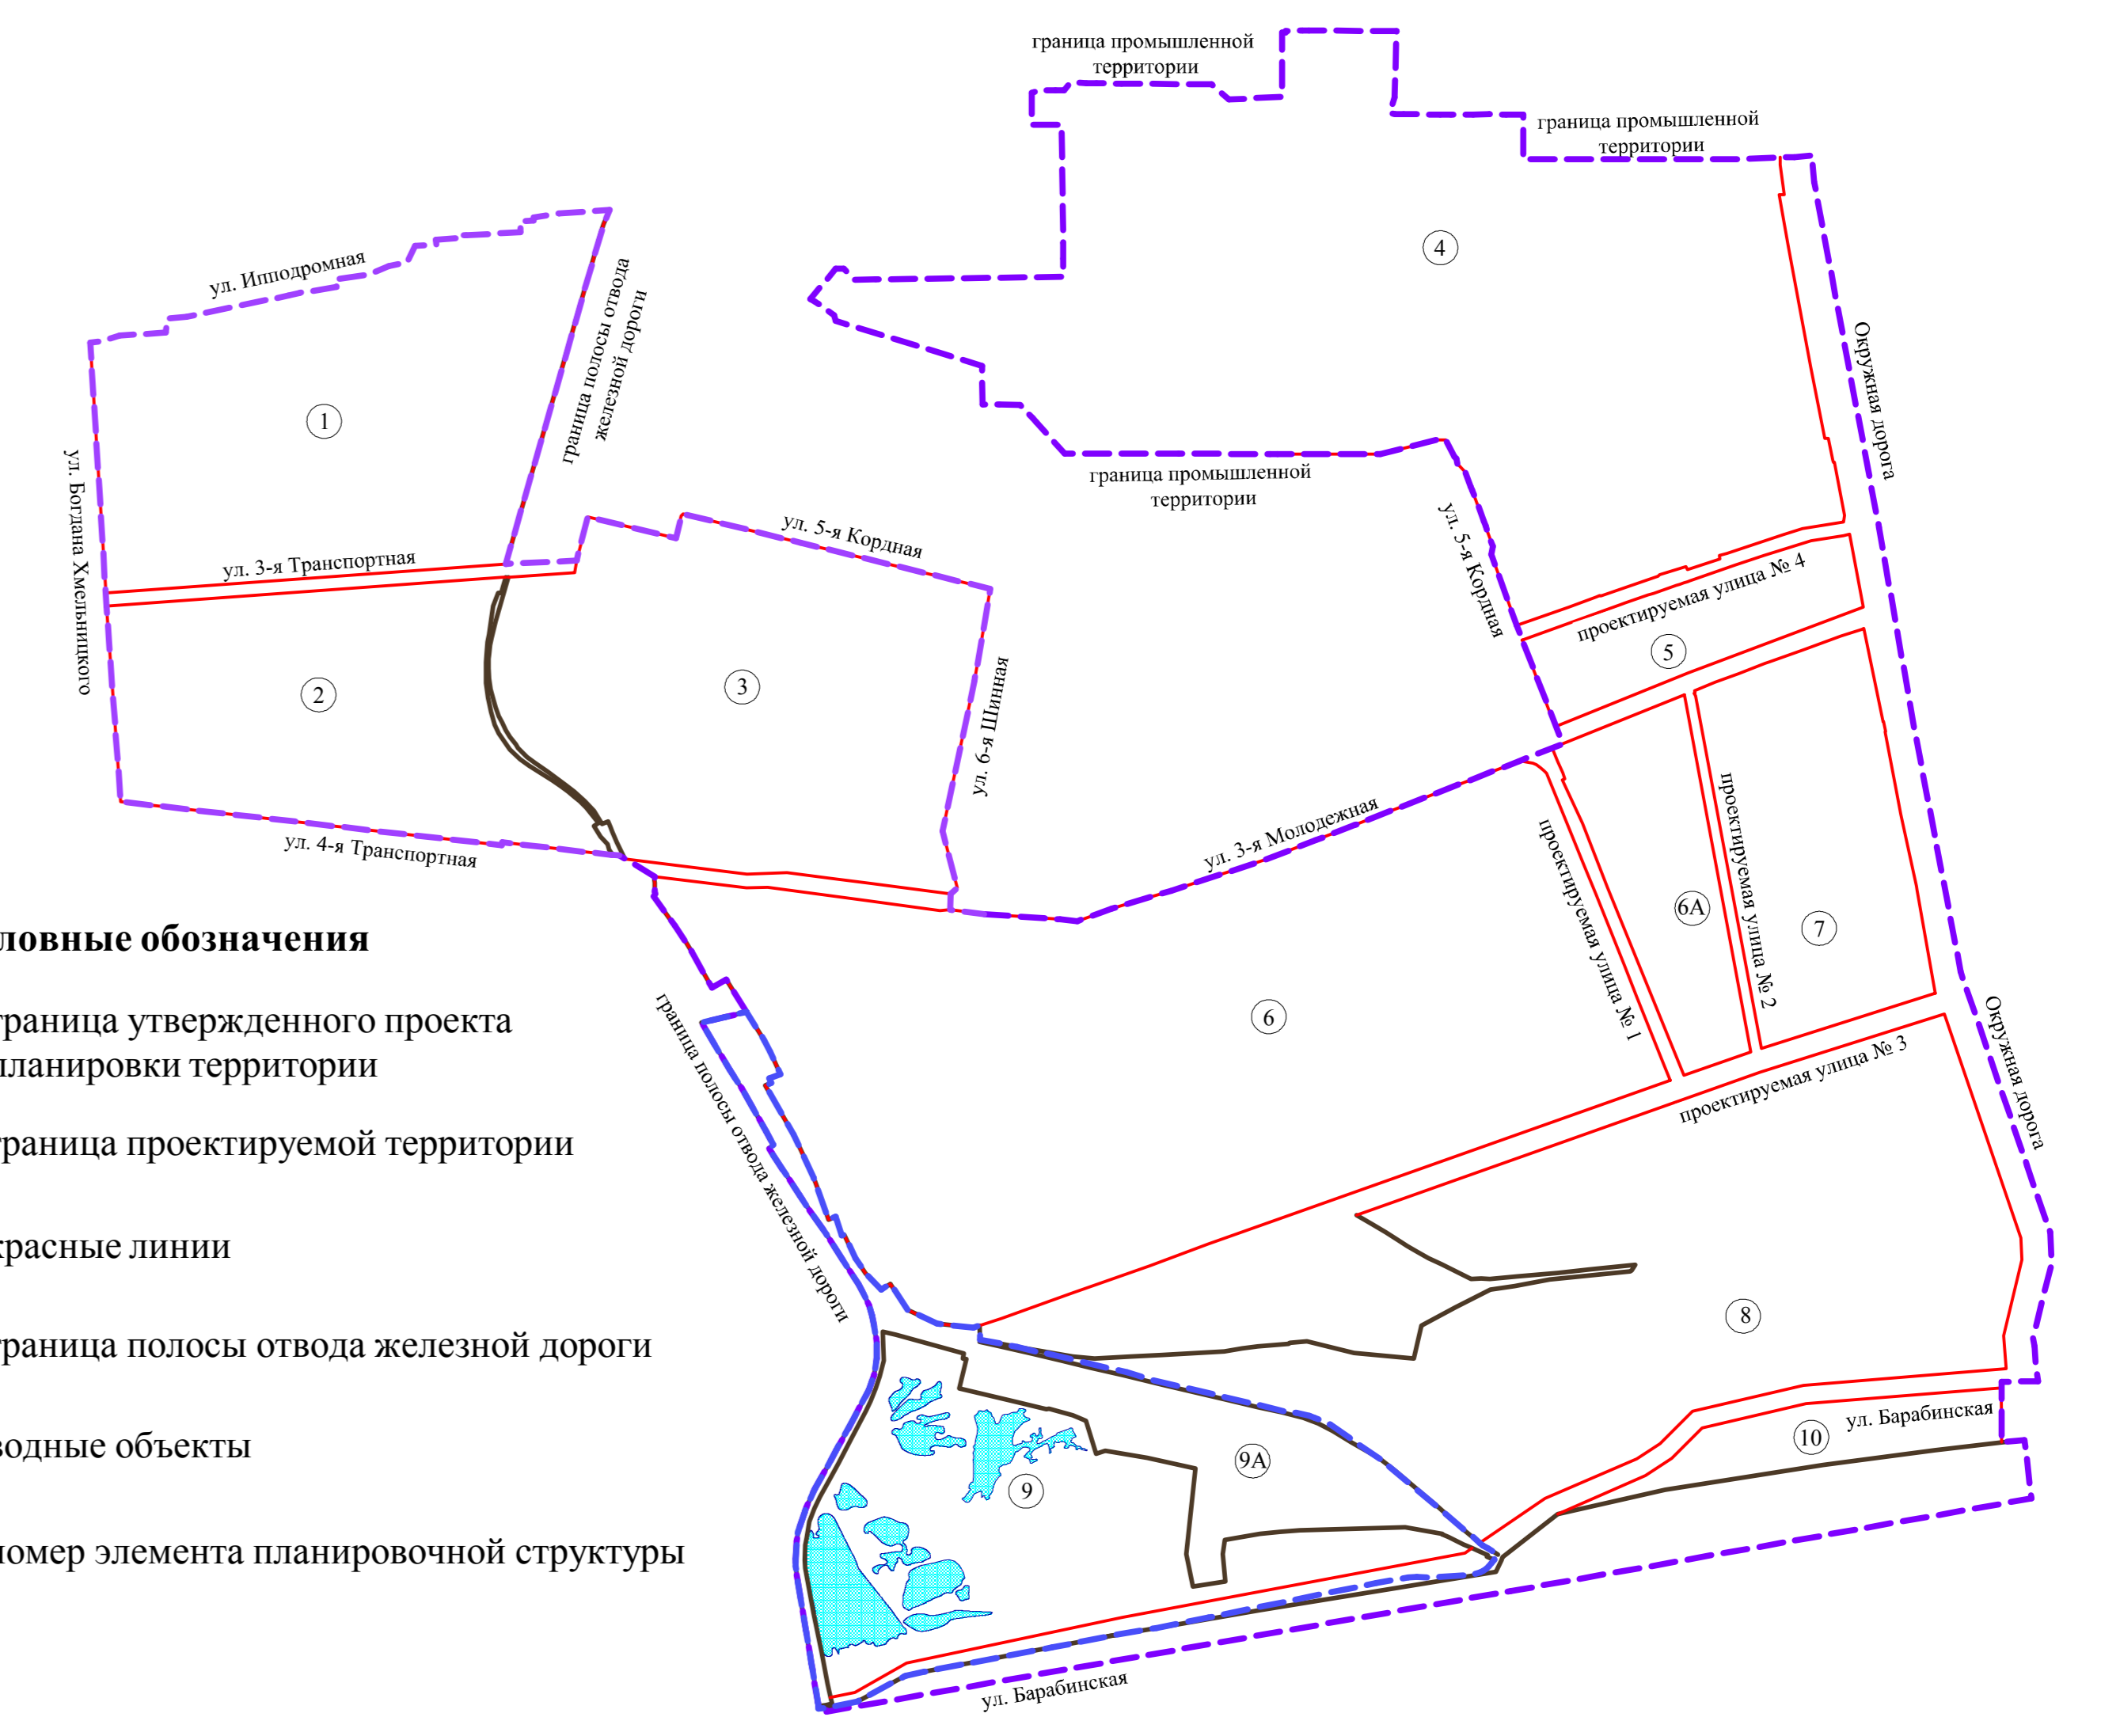 граница промышленной
территории
граница промышленной
территории
4
ул. Ипподромная
граница полосы отвода
железной дороги
Окружная дорога
1
ул. Богдана Хмельницкого
граница промышленной
территории
ул. 5-я Кордная
ул. 5-я Кордная
ул. 3-я Транспортная
проектируемая улица № 4
5
2
3
ул. 6-я Шинная
ул. 3-я Молодежная
проектируемая улица № 1
проектируемая улица № 2
ул. 4-я Транспортная
6А
7
ловные обозначения
граница утвержденного проекта
планировки территории
граница проектируемой территории
красные линии
граница полосы отвода железной дороги
водные объекты
номер элемента планировочной структуры
граница полосы отвода железной дороги
6
проектируемая улица № 3
Окружная дорога
8
ул. Барабинская
10
9А
9
ул. Барабинская